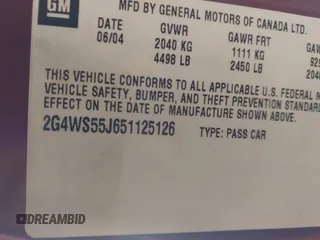 GM
MFD BY GENERAL MOTORS OF CANADA LTD.
DATE GVWR GAWR FRT
06/04 2040 KG 1111 KG
4498 LB 2450 LB
THIS VEHICLE CONFORMS TO ALL APPLICABLE U.S. FEDERAL
VEHICLE SAFETY, BUMPER, AND THEFT PREVENTION
EFFECT ON THE DATE OF MANUFACTURE SHOWN ABOVE.
2G4WS55J651125126 TYPE: PASS CAR
DREAMBID